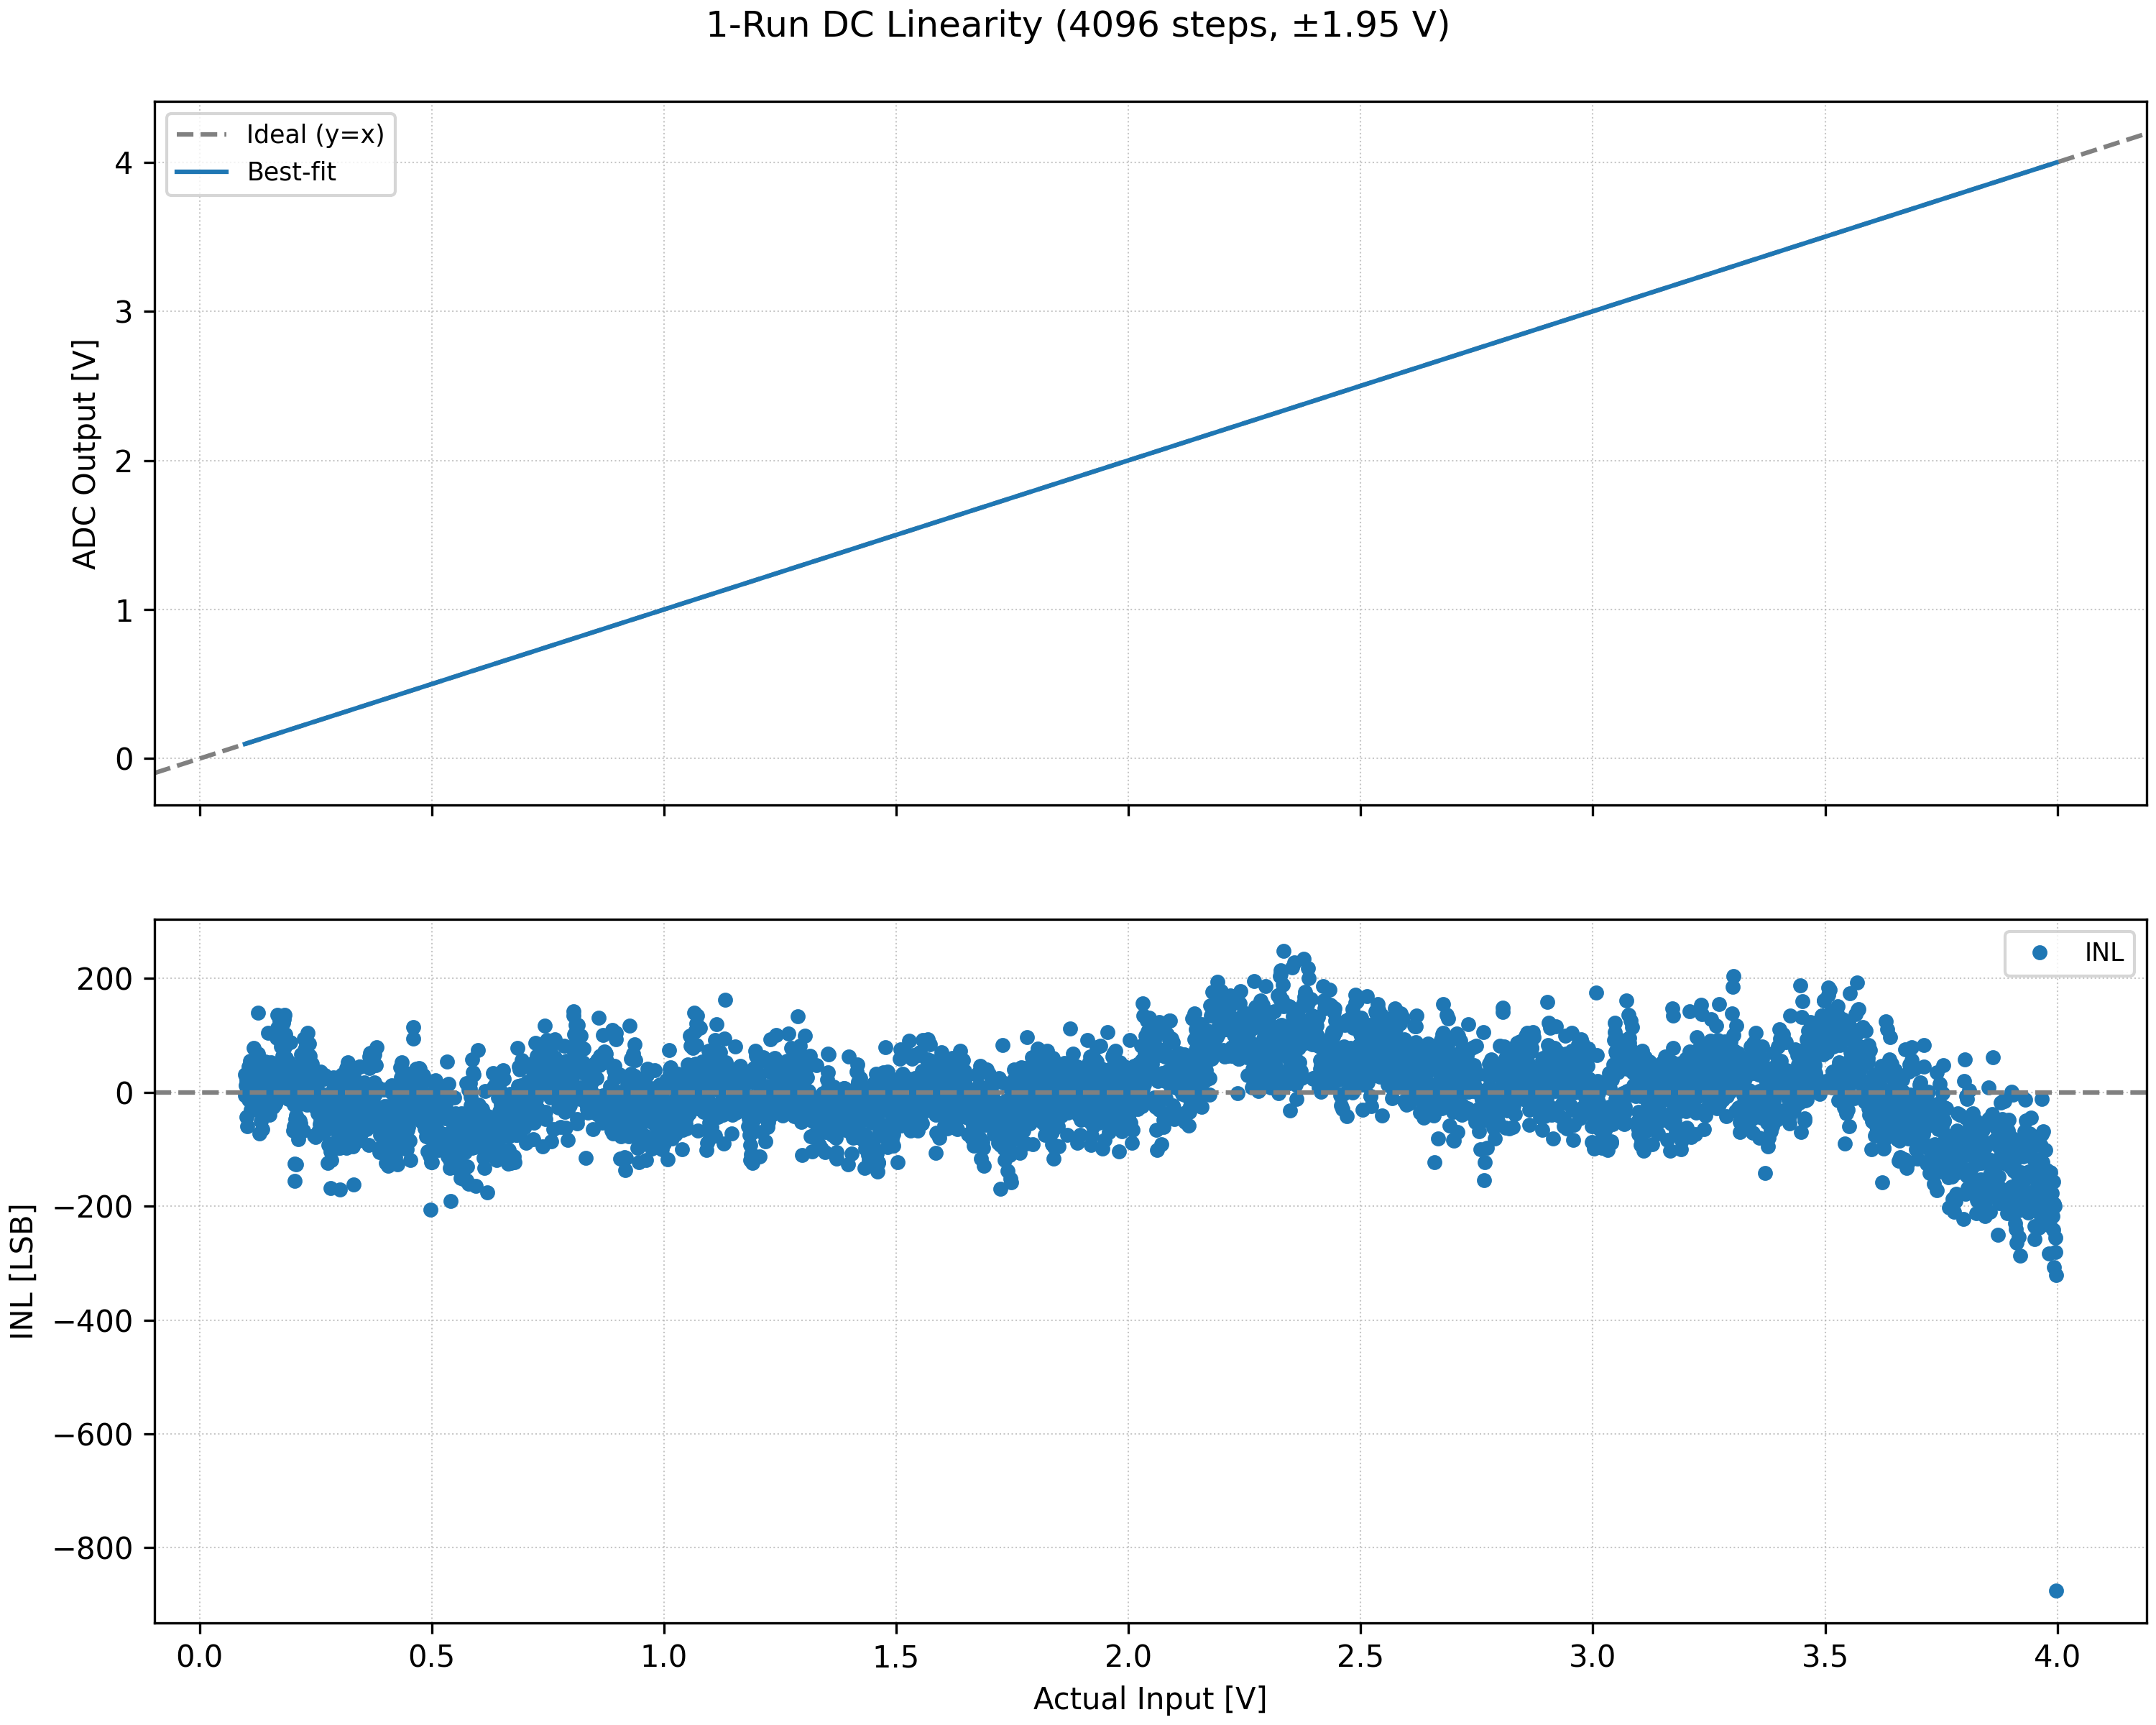 1-Run DC Linearity (4096 steps, ±1.95 V)
Ideal (y=x)
Best-fit
4
3
2
1
0
ADC Output [V]
INL
200
0
−200
−400
−600
−800
INL [LSB]
0.0 0.5 1.0 1.5 2.0 2.5 3.0 3.5 4.0
Actual Input [V]